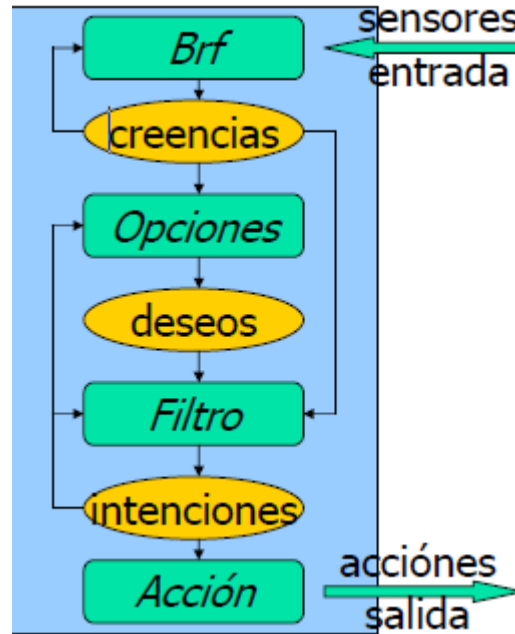 sensores
Brf
entrada
creencias
Opciones
deseos
Filtro
intenciones
acciónes
Acción
salida